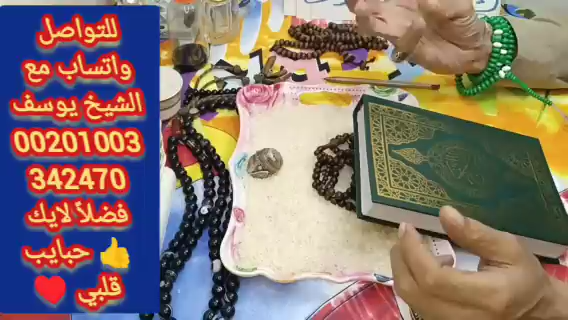 للتواصل
واتساب مع
الشيخ يوسف
00201003
342470
فضلاً لايك
👍 حبايب
قلبي ♥️